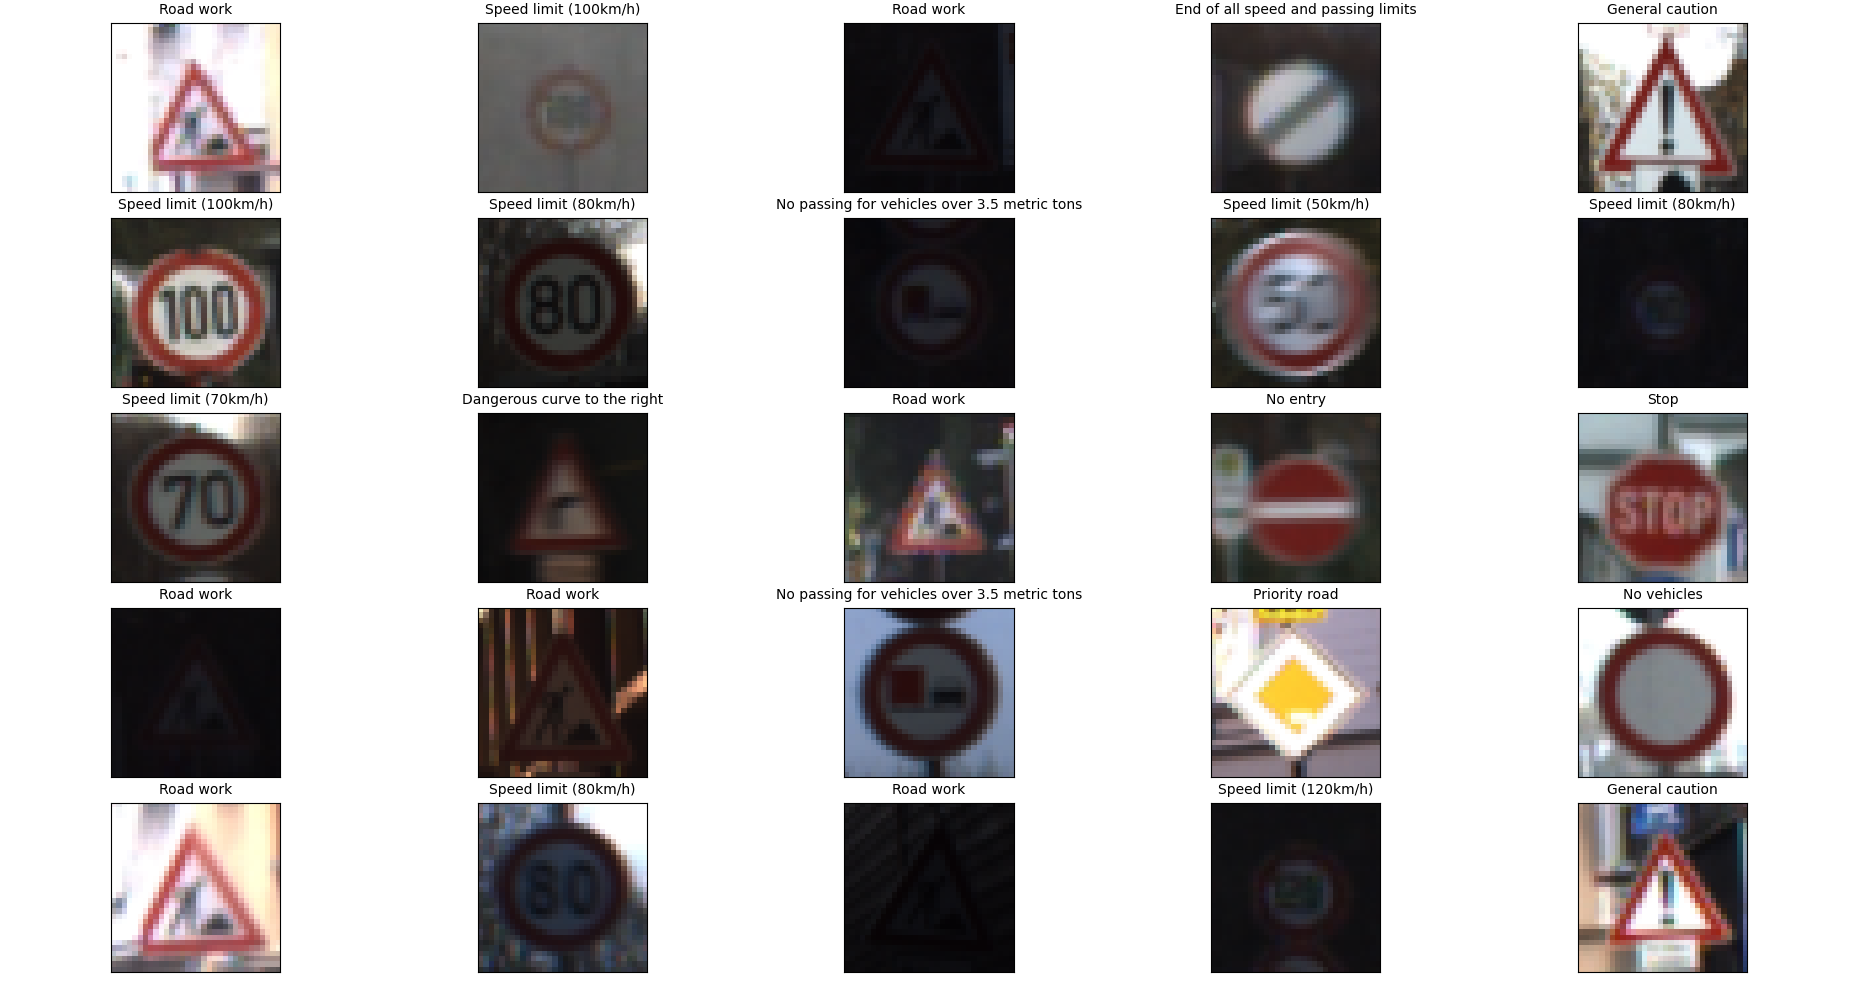 Road work
Speed limit (100km/h)
Road work
End of all speed and passing limits
General caution
Speed limit (100km/h)
Speed limit (80km/h)
No passing for vehicles over 3.5 metric tons
Speed limit (50km/h)
Speed limit (80km/h)
100
80
Speed limit (70km/h)
Dangerous curve to the right
Road work
No entry
Stop
70
STOP
Road work
Road work
No passing for vehicles over 3.5 metric tons
Priority road
No vehicles
Road work
Speed limit (80km/h)
Road work
Speed limit (120km/h)
General caution
80